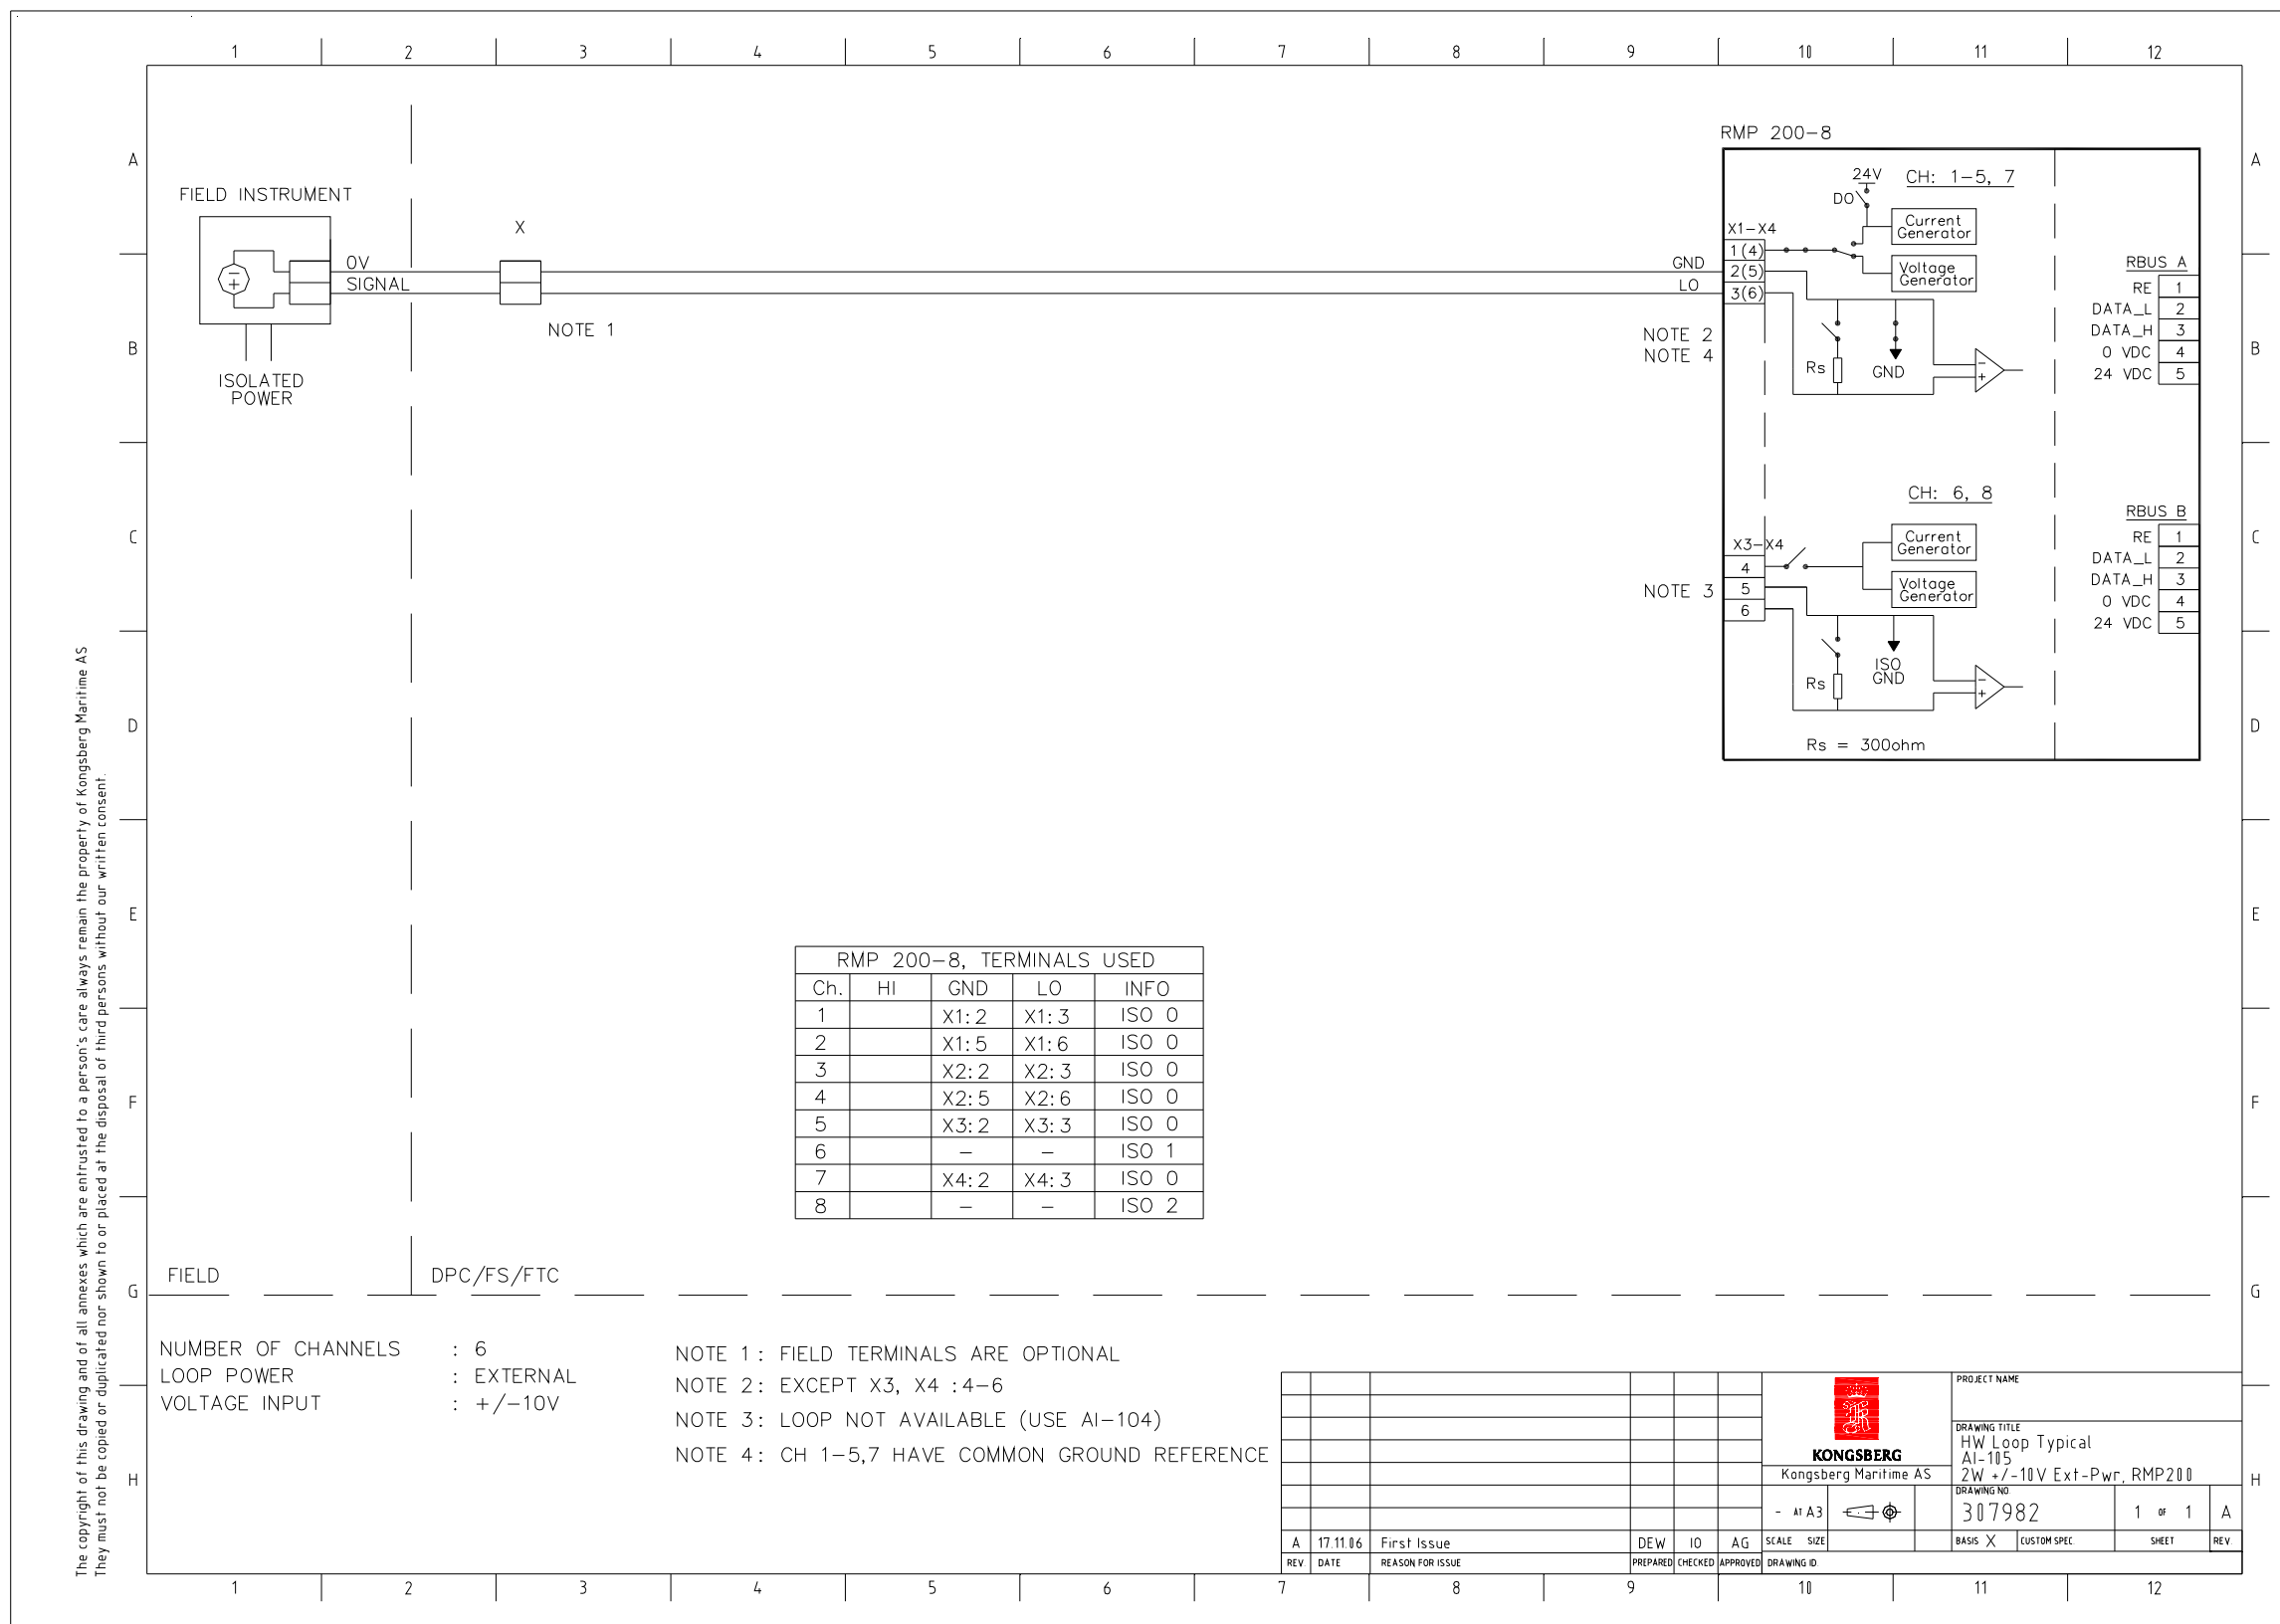 1 2 3 4 5 6 7 8 9 10 11 12
A
B
C
D
E
F
G
H
A
B
C
D
E
F
G
H
The copyright of this drawing and of all annexes which are entrusted to a person's care always remain the property of Kongsberg Maritime AS
They must not be copied or duplicated nor shown to or placed at the disposal of third persons without our written consent.
FIELD INSTRUMENT
0V
SIGNAL
ISOLATED
POWER
X
NOTE 1
GND
LO
NOTE 2
NOTE 4
NOTE 3
RMP 200-8
24V
DO
CH: 1-5, 7
Current
Generator
X1-X4
1(4)
2(5)
3(6)
Voltage
Generator
Rs
GND
-
+
RBUS A
RE 1
DATA_L 2
DATA_H 3
0 VDC 4
24 VDC 5
CH: 6, 8
Current
Generator
X3-X4
4
5
6
Voltage
Generator
Rs
ISO
GND
-
+
RBUS B
RE 1
DATA_L 2
DATA_H 3
0 VDC 4
24 VDC 5
Rs = 300ohm
RMP 200-8, TERMINALS USED
Ch. HI GND LO INFO
1 X1:2 X1:3 ISO 0
2 X1:5 X1:6 ISO 0
3 X2:2 X2:3 ISO 0
4 X2:5 X2:6 ISO 0
5 X3:2 X3:3 ISO 0
6 - - ISO 1
7 X4:2 X4:3 ISO 0
8 - - ISO 2
FIELD
DPC/FS/FTC
NUMBER OF CHANNELS : 6
LOOP POWER : EXTERNAL
VOLTAGE INPUT : +/-10V
NOTE 1: FIELD TERMINALS ARE OPTIONAL
NOTE 2: EXCEPT X3, X4 :4-6
NOTE 3: LOOP NOT AVAILABLE (USE AI-104)
NOTE 4: CH 1-5,7 HAVE COMMON GROUND REFERENCE
KONGSBERG
Kongsberg Maritime AS
PROJECT NAME
DRAWING TITLE
HW Loop Typical
AI-105
2W +/-10V Ext-Pwr, RMP200
DRAWING NO.
307982
1 OF 1
A
- AT A3
SCALE SIZE
BASIS X
CUSTOM SPEC.
SHEET
REV.
A 17.11.06 First Issue DEW IO AG
REV. DATE REASON FOR ISSUE PREPARED CHECKED APPROVED DRAWING ID.
1 2 3 4 5 6 7 8 9 10 11 12